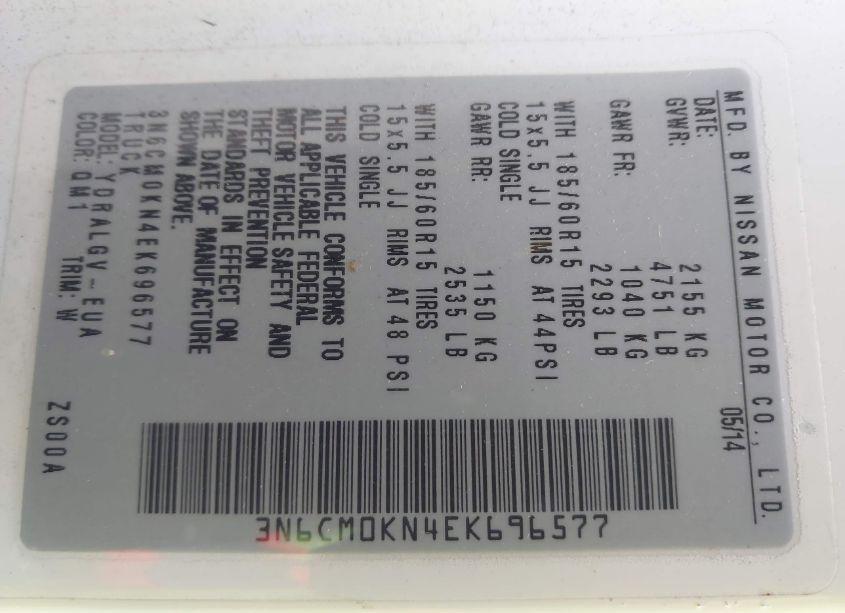 MFD. BY NISSAN MOTOR CO., LTD.
DATE: 05/14
GVWR: 2155 KG
4751 LB
GAWR FR: 1040 KG
2293 LB
WITH 185/60R15 TIRES
15x5.5 JJ RIMS AT 44PSI
COLD SINGLE
GAWR RR: 1150 KG
2535 LB
WITH 185/60R15 TIRES
15x5.5 JJ RIMS AT 48 PSI
COLD SINGLE
THIS VEHICLE CONFORMS TO
ALL APPLICABLE FEDERAL
MOTOR VEHICLE SAFETY AND
THEFT PREVENTION
STANDARDS IN EFFECT ON
THE DATE OF MANUFACTURE
SHOWN ABOVE.
3N6CM0KN4EK696577
TRUCK
MODEL: YDRALGV-EUA
COLOR: QM1 TRIM: W
ZS00A
3N6CM0KN4EK696577